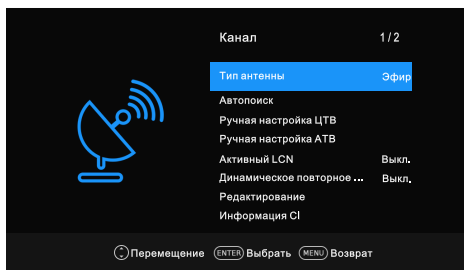 Канал 1/2
Тип антенны Эфир
Автопоиск
Ручная настройка ЦТВ
Ручная настройка АТВ
Активный LCN Выкл.
Динамическое повторное ... Выкл.
Редактирование
Информация CI
Перемещение ENTER Выбрать MENU Возврат